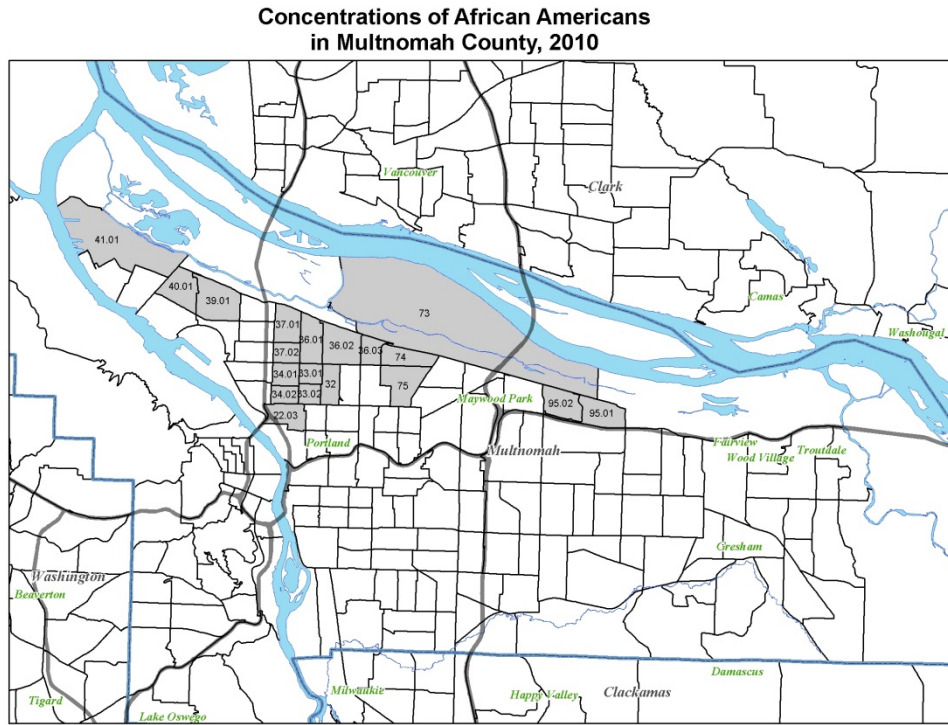 Concentrations of African Americans
in Multnomah County, 2010
Vancouver
Clark
41.01
40.01
39.01
Camas
73
Washougal
37.01
36.01
36.02
36.03
37.02
74
34.01
33.01
32
75
34.02
33.02
Maywood Park
95.02
95.01
22.03
Portland
Multnomah
Fairview
Wood Village
Troutdale
Gresham
Washington
Beaverton
Damascus
Milwaukie
Happy Valley
Clackamas
Tigard
Lake Oswego